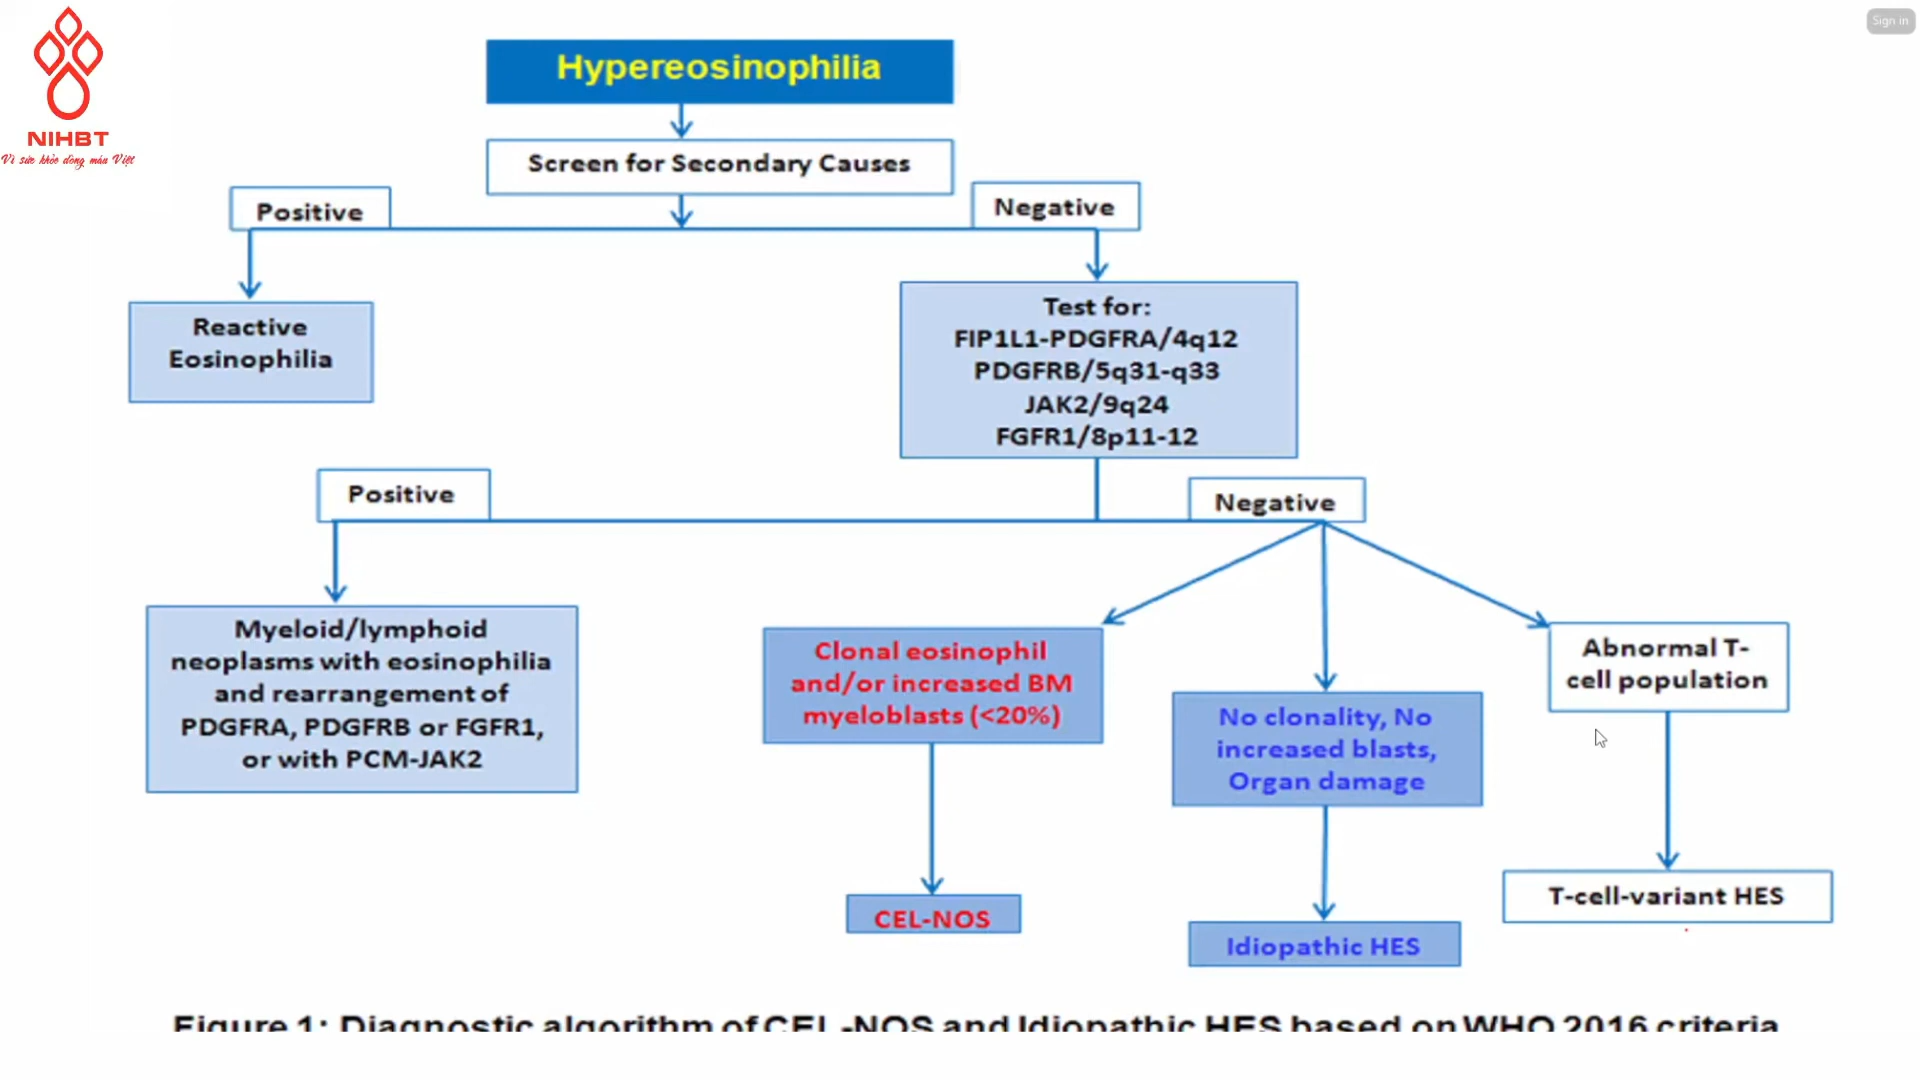 Sign in
NIHBT
Vì sức khỏe dòng máu Việt
Hypereosinophilia
Screen for Secondary Causes
Positive
Negative
Reactive
Eosinophilia
Test for:
FIP1L1-PDGFRA/4q12
PDGFRB/5q31-q33
JAK2/9q24
FGFR1/8p11-12
Positive
Negative
Myeloid/lymphoid
neoplasms with eosinophilia
and rearrangement of
PDGFRA, PDGFRB or FGFR1,
or with PCM-JAK2
Clonal eosinophil
and/or increased BM
myeloblasts (<20%)
No clonality, No
increased blasts,
Organ damage
Abnormal T-
cell population
CEL-NOS
Idiopathic HES
T-cell-variant HES
Figure 1: Diagnostic algorithm of CEL-NOS and Idiopathic HES based on WHO 2016 criteria